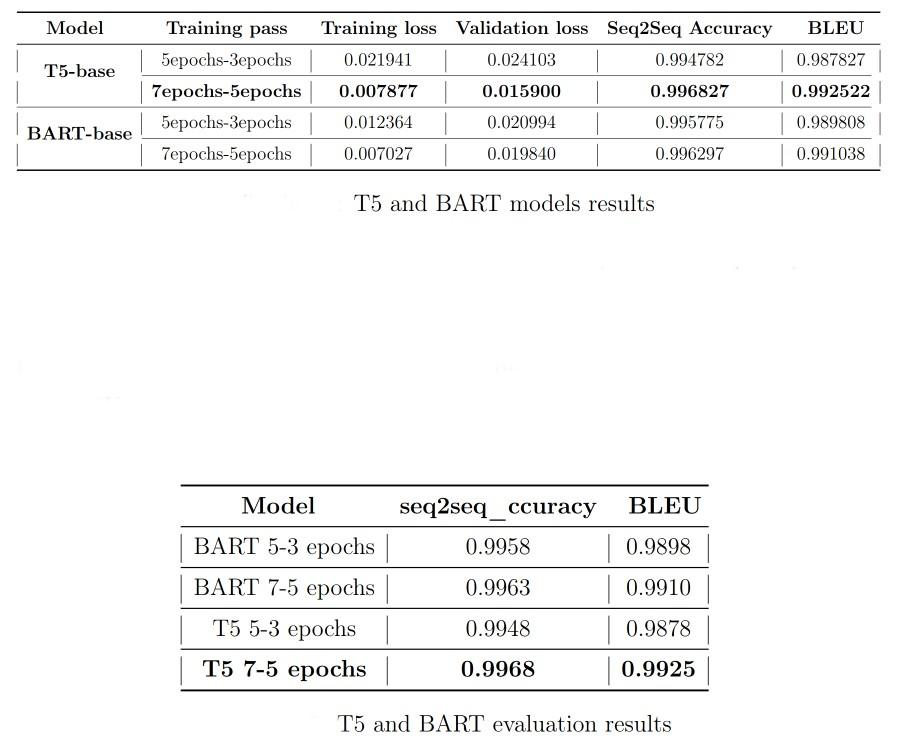 Model Training pass Training loss Validation loss Seq2Seq Accuracy BLEU
T5-base
5epochs-3epochs 0.021941 0.024103 0.994782 0.987827
7epochs-5epochs 0.007877 0.015900 0.996827 0.992522
BART-base
5epochs-3epochs 0.012364 0.020994 0.995775 0.989808
7epochs-5epochs 0.007027 0.019840 0.996297 0.991038
T5 and BART models results
Model seq2seq_ccuracy BLEU
BART 5-3 epochs 0.9958 0.9898
BART 7-5 epochs 0.9963 0.9910
T5 5-3 epochs 0.9948 0.9878
T5 7-5 epochs 0.9968 0.9925
T5 and BART evaluation results